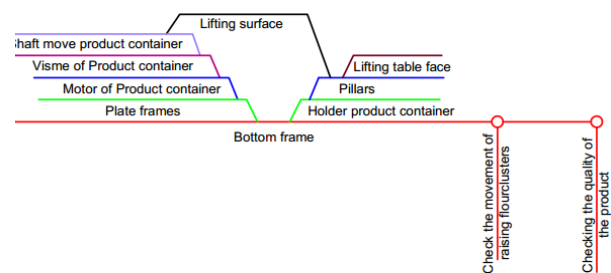 Lifting surface
Shaft move product container
Visme of Product container
Lifting table face
Motor of Product container
Pillars
Plate frames
Holder product container
Bottom frame
Check the movement of
raising flourclusters
Checking the quality of
the product